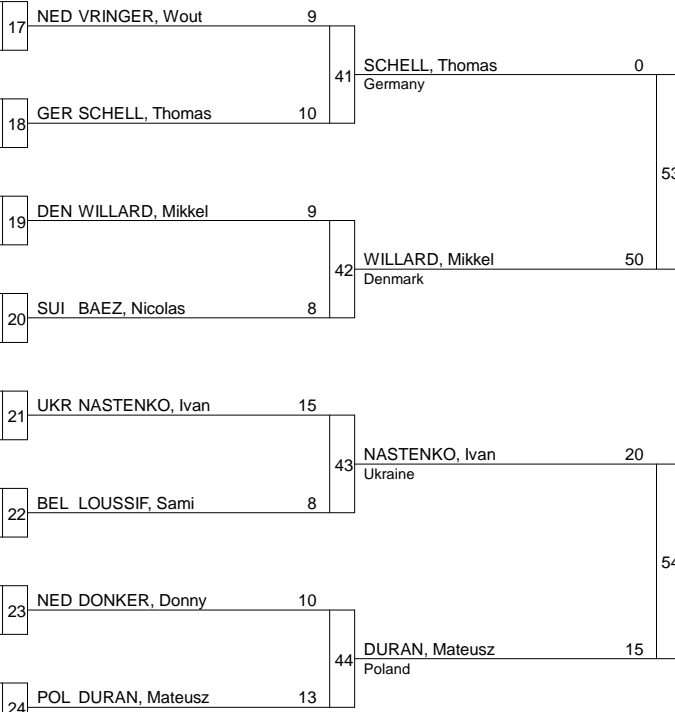 17 NED VRINGER, Wout 9
41 SCHELL, Thomas 0
Germany
18 GER SCHELL, Thomas 10
53
19 DEN WILLARD, Mikkel 9
42 WILLARD, Mikkel 50
Denmark
20 SUI BAEZ, Nicolas 8
21 UKR NASTENKO, Ivan 15
43 NASTENKO, Ivan 20
Ukraine
22 BEL LOUSSIF, Sami 8
54
23 NED DONKER, Donny 10
44 DURAN, Mateusz 15
Poland
24 POL DURAN, Mateusz 13